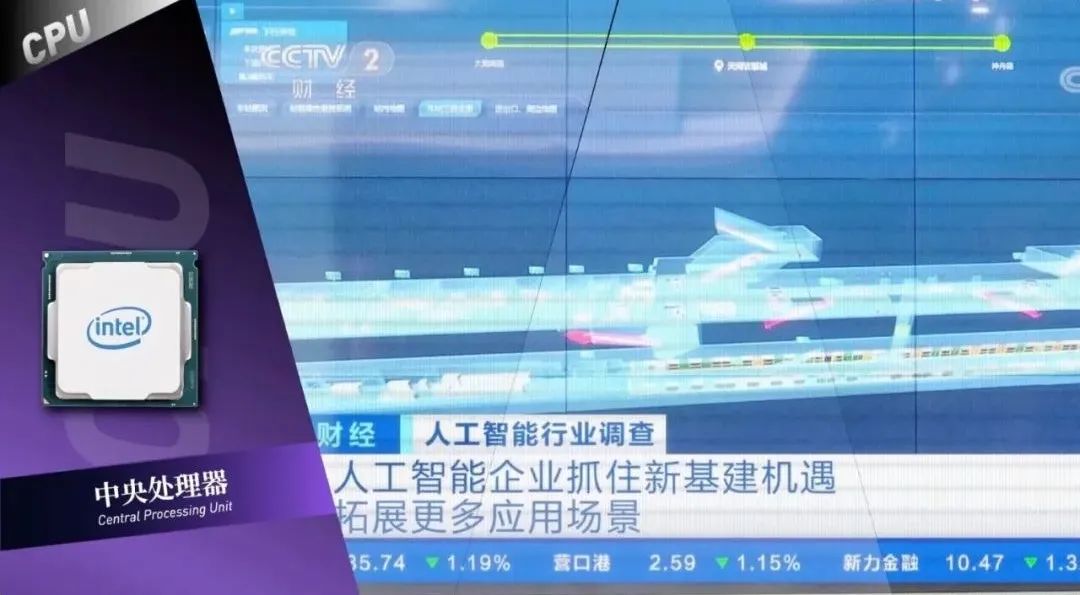 CPU
CCTV 2
财经
CPU
intel
中央处理器
Central Processing Unit
财经 人工智能行业调查
人工智能企业抓住新基建机遇
拓展更多应用场景
35.74 ▼1.19% 营口港 2.59 ▼1.15% 新力金融 10.47 ▼1.3